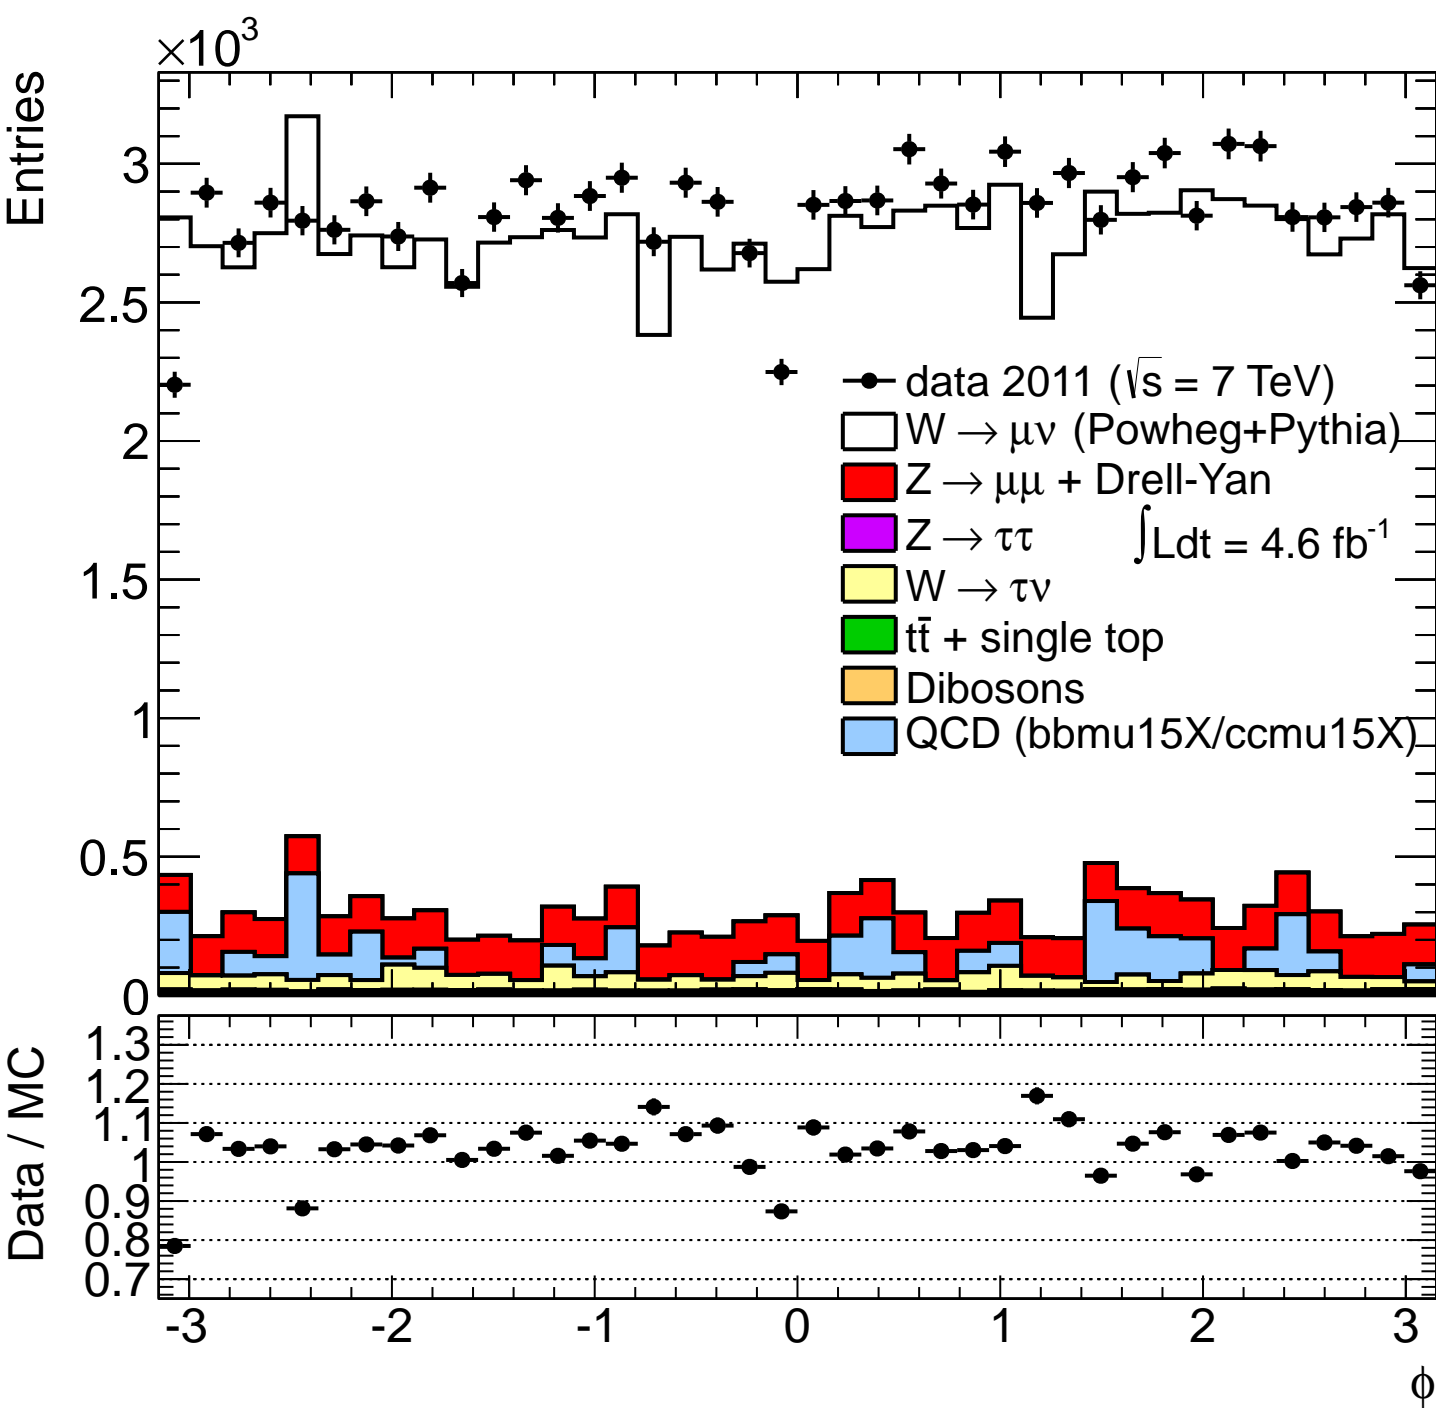 ×10³
Entries
3
2.5
2
1.5
1
0.5
0
data 2011 (√s = 7 TeV)
W → μν (Powheg+Pythia)
Z → μμ + Drell-Yan
Z → ττ
∫Ldt = 4.6 fb⁻¹
W → τν
tt̄ + single top
Dibosons
QCD (bbmu15X/ccmu15X)
Data / MC
1.3
1.2
1.1
1
0.9
0.8
0.7
-3 -2 -1 0 1 2 3
ϕ